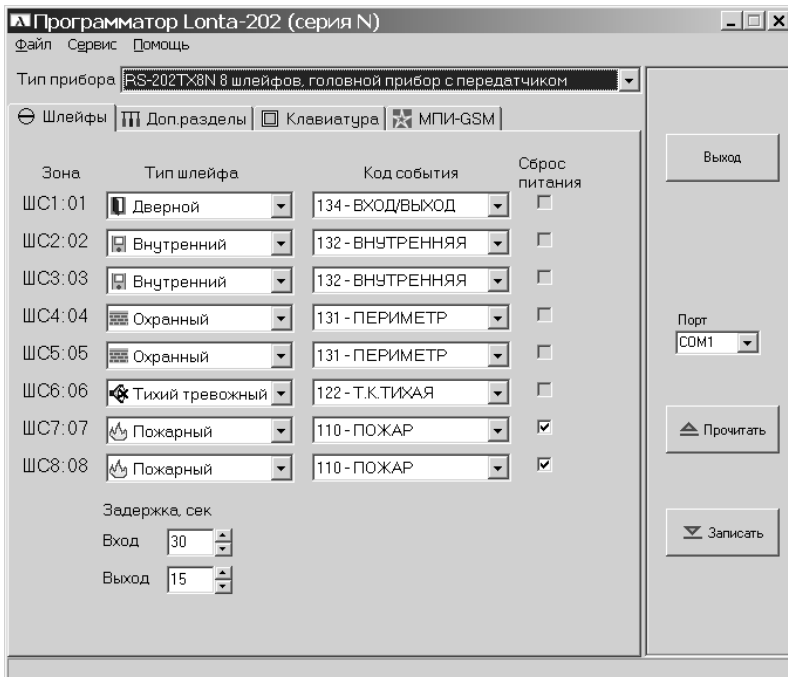 Программатор Lonta-202 (серия N)
Файл Сервис Помощь
Тип прибора RS-202TX8N 8 шлейфов, головной прибор с передатчиком
Шлейфы Доп.разделы Клавиатура МПИ-GSM
Зона Тип шлейфа Код события Сброс питания
ШС1:01 Дверной 134 - ВХОД/ВЫХОД
ШС2:02 Внутренний 132 - ВНУТРЕННЯЯ
ШС3:03 Внутренний 132 - ВНУТРЕННЯЯ
ШС4:04 Охранный 131 - ПЕРИМЕТР
ШС5:05 Охранный 131 - ПЕРИМЕТР
ШС6:06 Тихий тревожный 122 - Т.К.ТИХАЯ
ШС7:07 Пожарный 110 - ПОЖАР
ШС8:08 Пожарный 110 - ПОЖАР
Задержка, сек
Вход 30
Выход 15
Выход
Порт
COM1
Прочитать
Записать